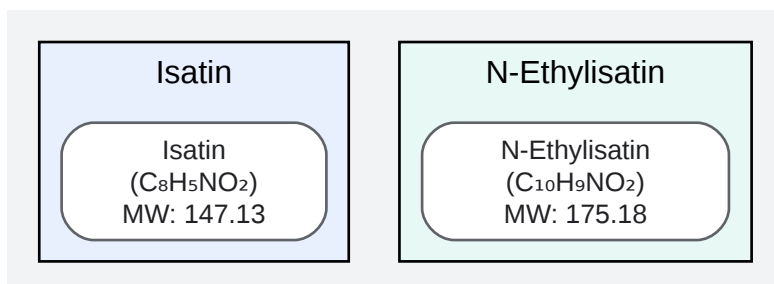 Isatin
Isatin
(C₈H₅NO₂)
MW: 147.13
N-Ethylisatin
N-Ethylisatin
(C₁₀H₉NO₂)
MW: 175.18